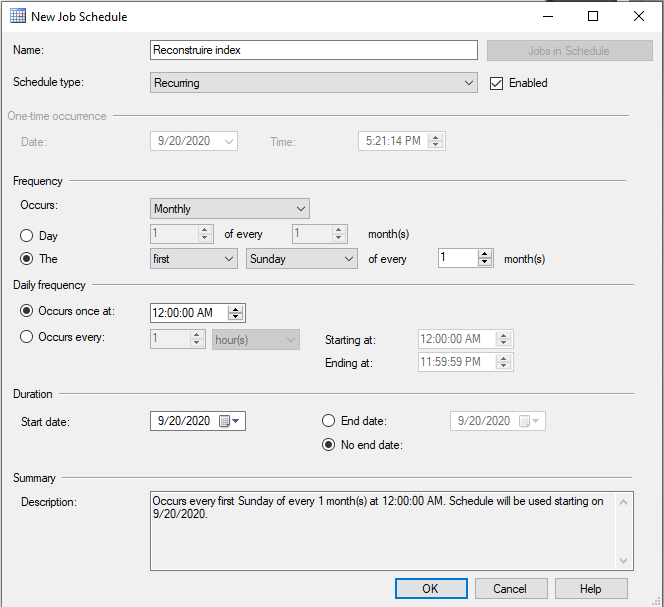 New Job Schedule
Name: Reconstruire index Jobs in Schedule
Schedule type: Recurring Enabled
One-time occurrence
Date: 9/20/2020 Time: 5:21:14 PM
Frequency
Occurs: Monthly
Day 1 of every 1 month(s)
The first Sunday of every 1 month(s)
Daily frequency
Occurs once at: 12:00:00 AM
Occurs every: 1 hour(s) Starting at: 12:00:00 AM
Ending at: 11:59:59 PM
Duration
Start date: 9/20/2020 End date: 9/20/2020
No end date:
Summary
Description: Occurs every first Sunday of every 1 month(s) at 12:00:00 AM. Schedule will be used starting on
9/20/2020.
OK Cancel Help